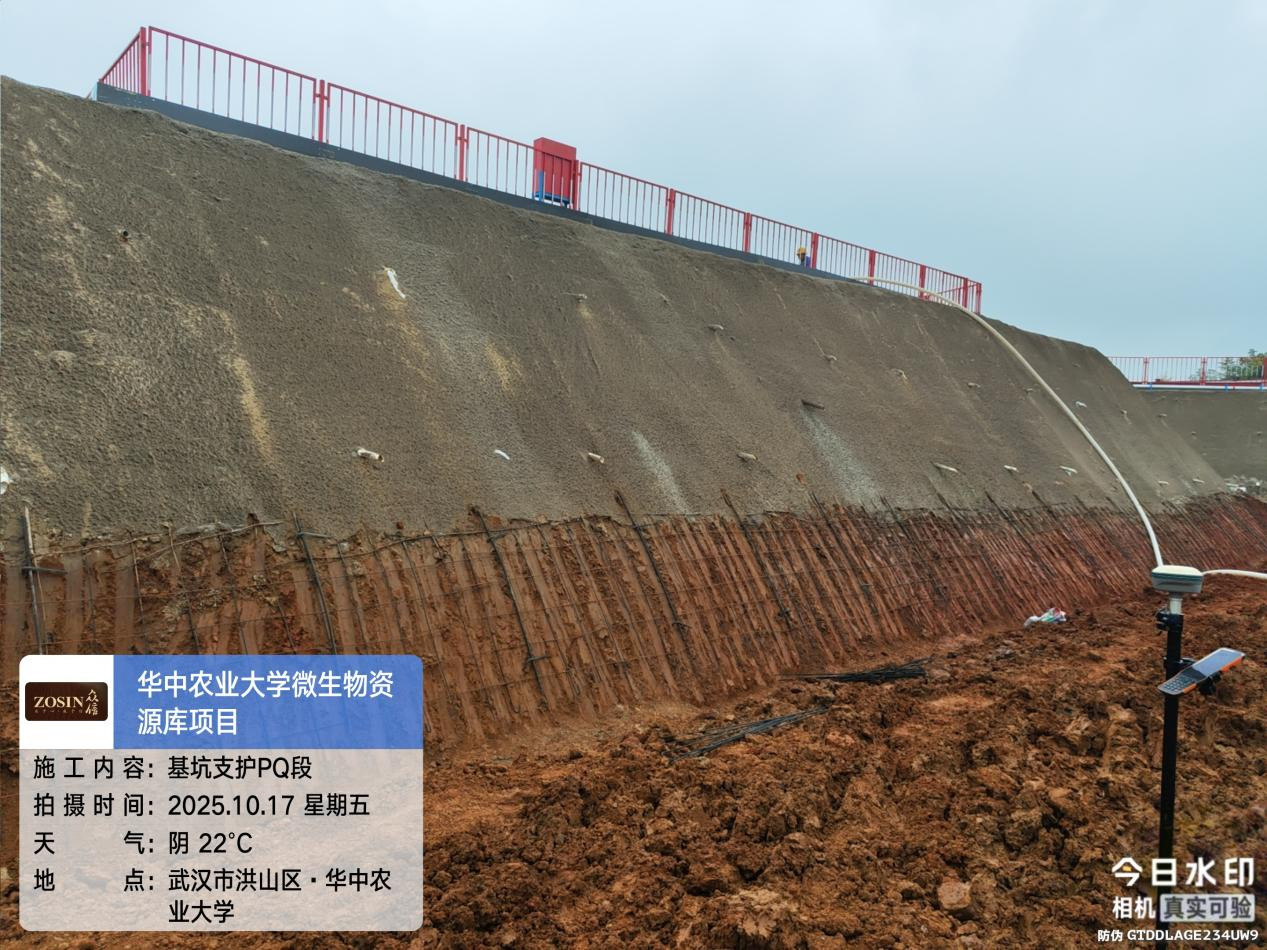 ZOSIN 众信
华中农业大学微生物资
源库项目
施工内容：基坑支护PQ段
拍摄时间：2025.10.17 星期五
天气：阴 22°C
地点：武汉市洪山区·华中农
业大学
今日水印
相机 真实可验
防伪 GTDDLAGE234UW9